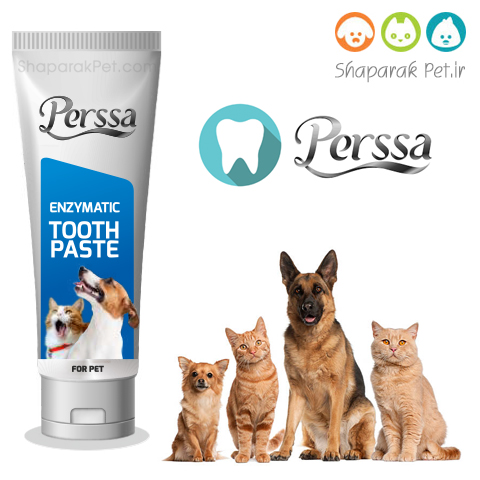 ShaparakPet.com
Perssa
ENZYMATIC
TOOTH
PASTE
FOR PET
Shaparak Pet.ir
Perssa